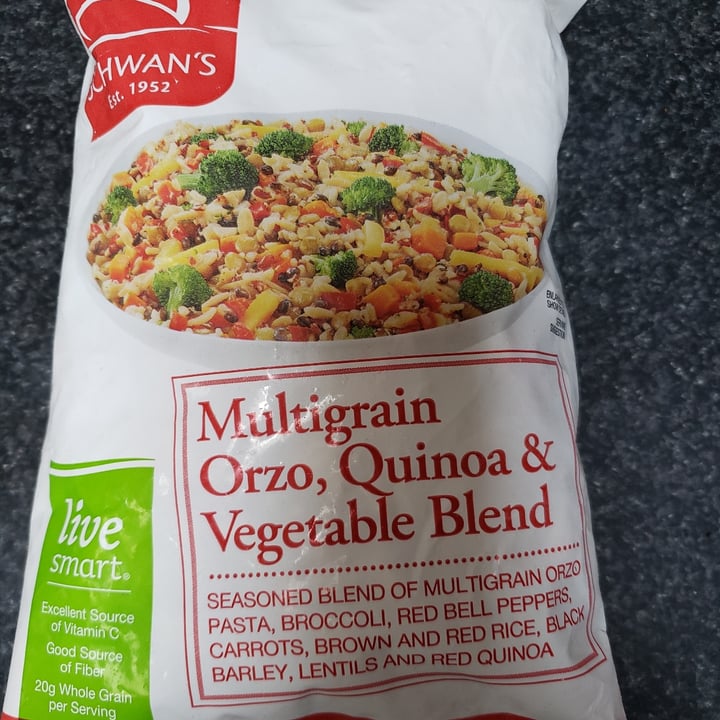 SCHWAN'S
Est. 1952
Multigrain
Orzo, Quinoa &
Vegetable Blend
SEASONED BLEND OF MULTIGRAIN ORZO
PASTA, BROCCOLI, RED BELL PEPPERS,
CARROTS, BROWN AND RED RICE, BLACK
BARLEY, LENTILS AND RED QUINOA
live
smart®
Excellent Source
of Vitamin C
Good Source
of Fiber
20g Whole Grain
per Serving